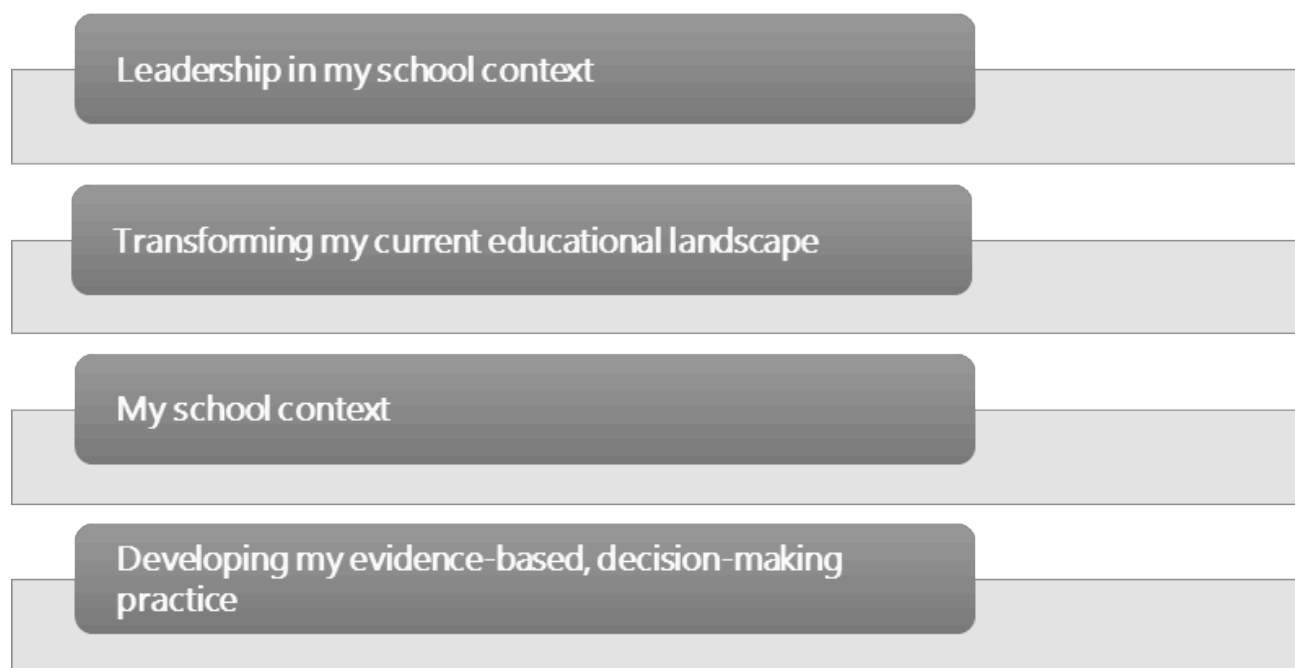 Leadership in my school context
Transforming my current educational landscape
My school context
Developing my evidence-based, decision-making
practice